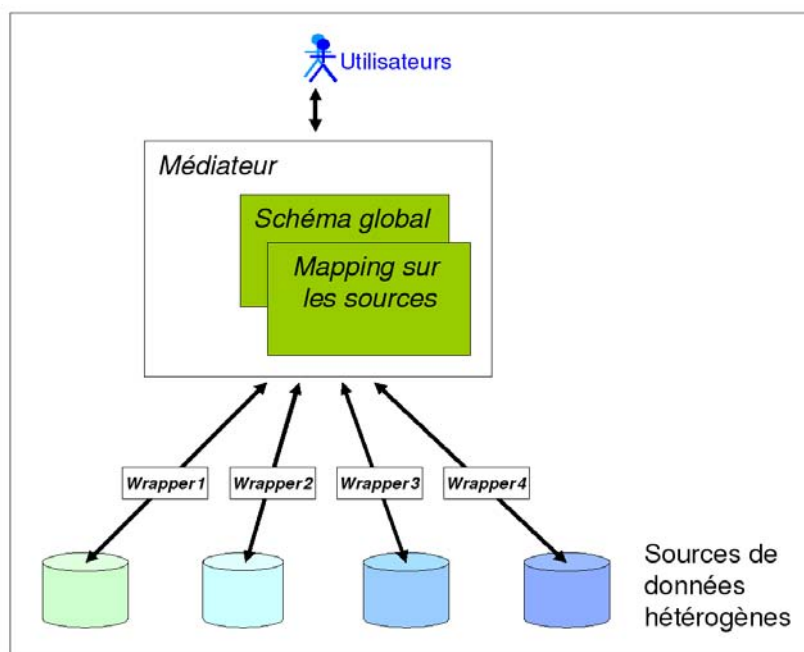 Utilisateurs
Médiateur
Schéma global
Mapping sur
les sources
Wrapper1
Wrapper2
Wrapper3
Wrapper4
Sources de
données
hétérogènes